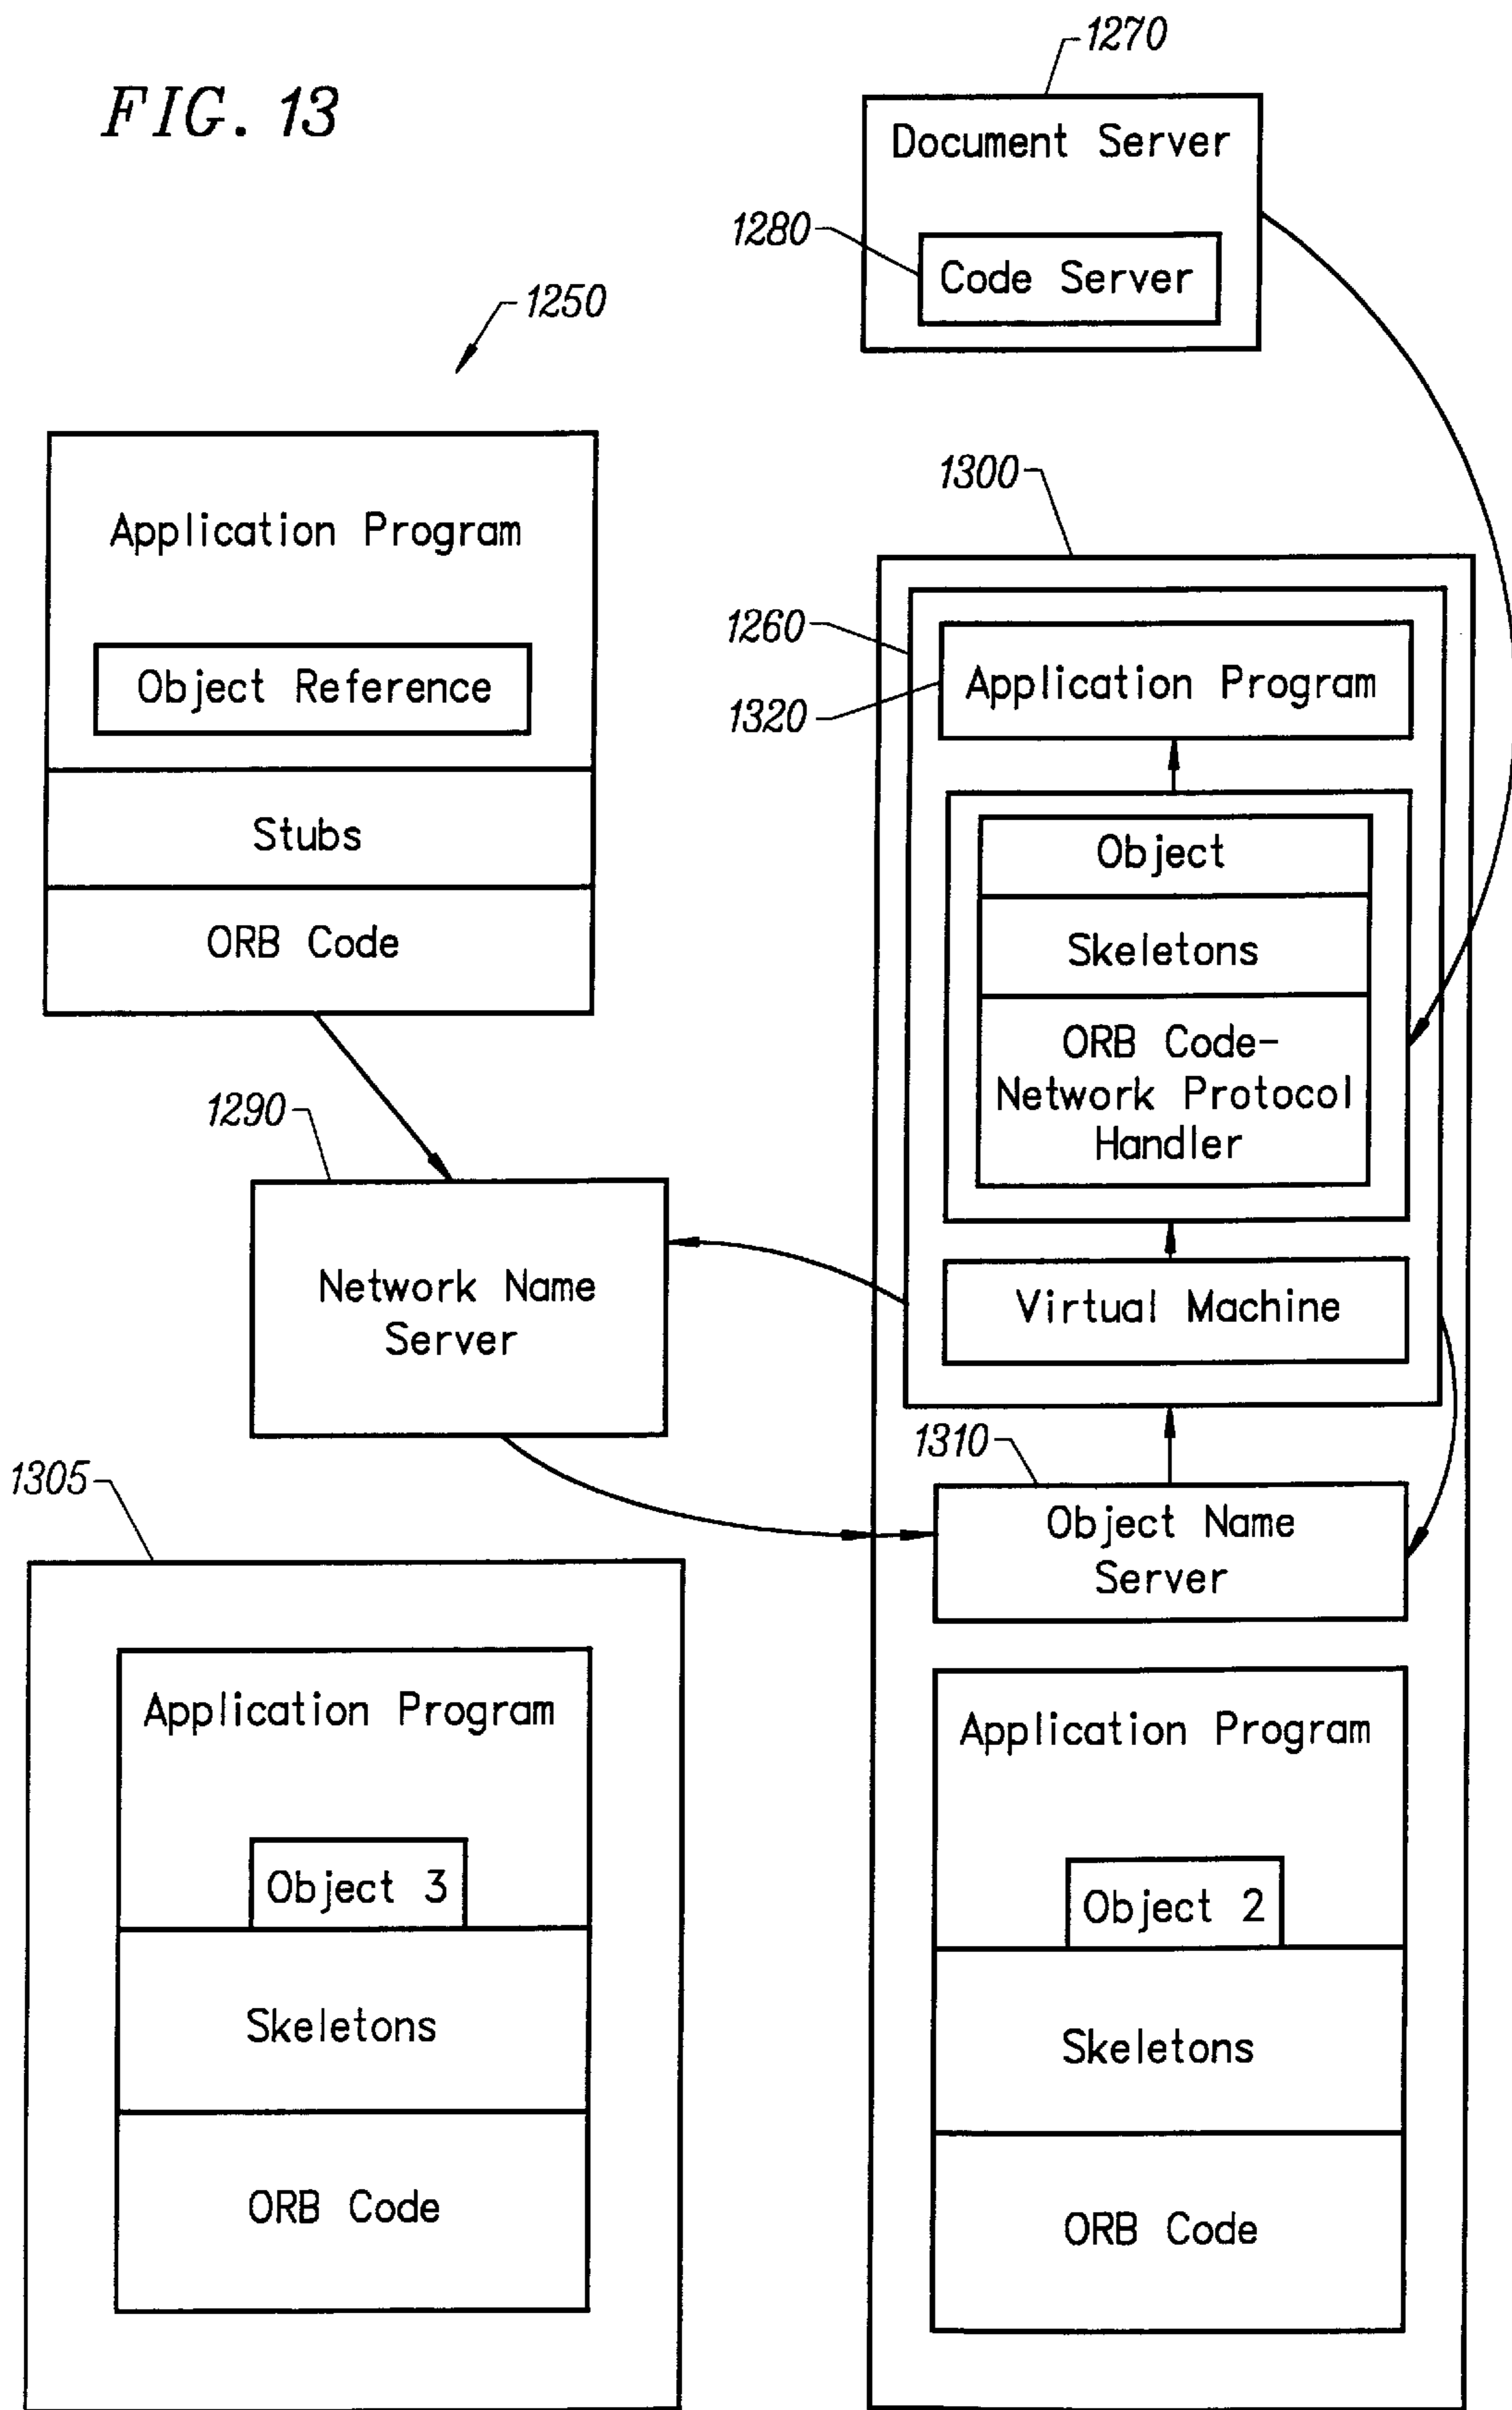 FIG. 13
1270
Document Server
1280
Code Server
1250
Application Program
Object Reference
Stubs
ORB Code
1300
1260
1320
Application Program
Object
Skeletons
ORB Code-
Network Protocol
Handler
Virtual Machine
1290
Network Name
Server
1310
Object Name
Server
1305
Application Program
Object 3
Skeletons
ORB Code
Application Program
Object 2
Skeletons
ORB Code